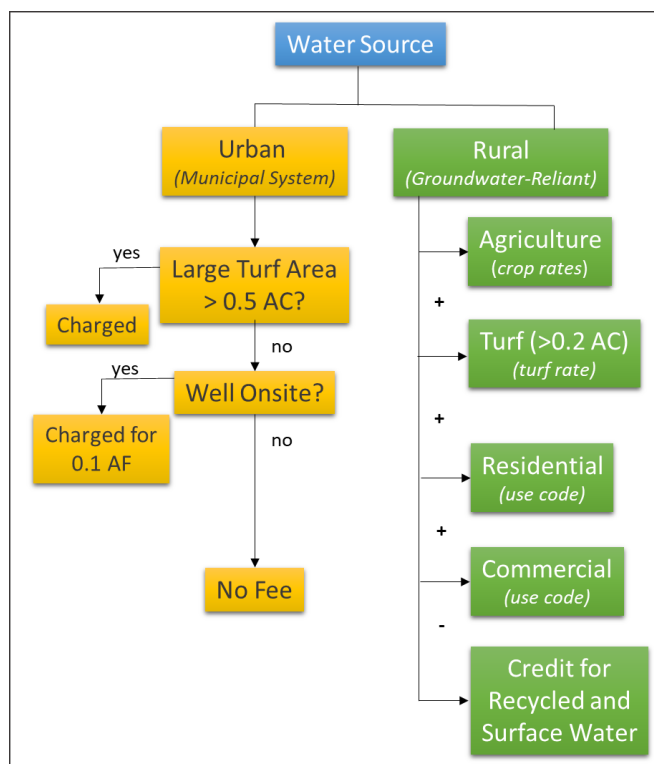 Water Source
Urban
(Municipal System)
yes
Large Turf Area
> 0.5 AC?
Charged
no
yes
Well Onsite?
Charged for
0.1 AF
no
No Fee
Rural
(Groundwater-Reliant)
Agriculture
(crop rates)
+
Turf (>0.2 AC)
(turf rate)
+
Residential
(use code)
+
Commercial
(use code)
-
Credit for
Recycled and
Surface Water